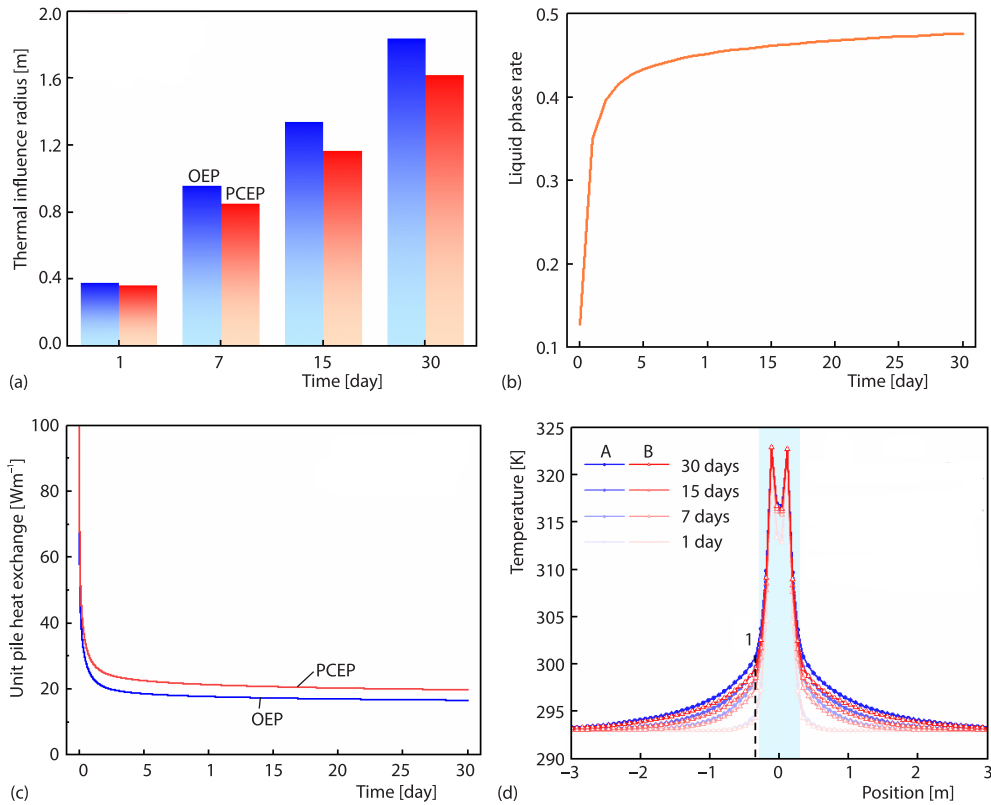 2.0
1.6
1.2
0.8
0.4
0.0
Thermal influence radius [m]
OEP
PCEP
1
7
15
30
Time [day]
(a)
0.5
0.4
0.3
0.2
0.1
Liquid phase rate
0
5
1
15
20
25
30
Time [day]
(b)
100
80
60
40
20
0
Unit pile heat exchange [Wm⁻¹]
PCEP
OEP
0
5
1
15
20
25
30
Time [day]
(c)
325
320
315
310
305
300
295
290
Temperature [K]
A B
30 days
15 days
7 days
1 day
1
−3
−2
−1
0
1
2
3
Position [m]
(d)